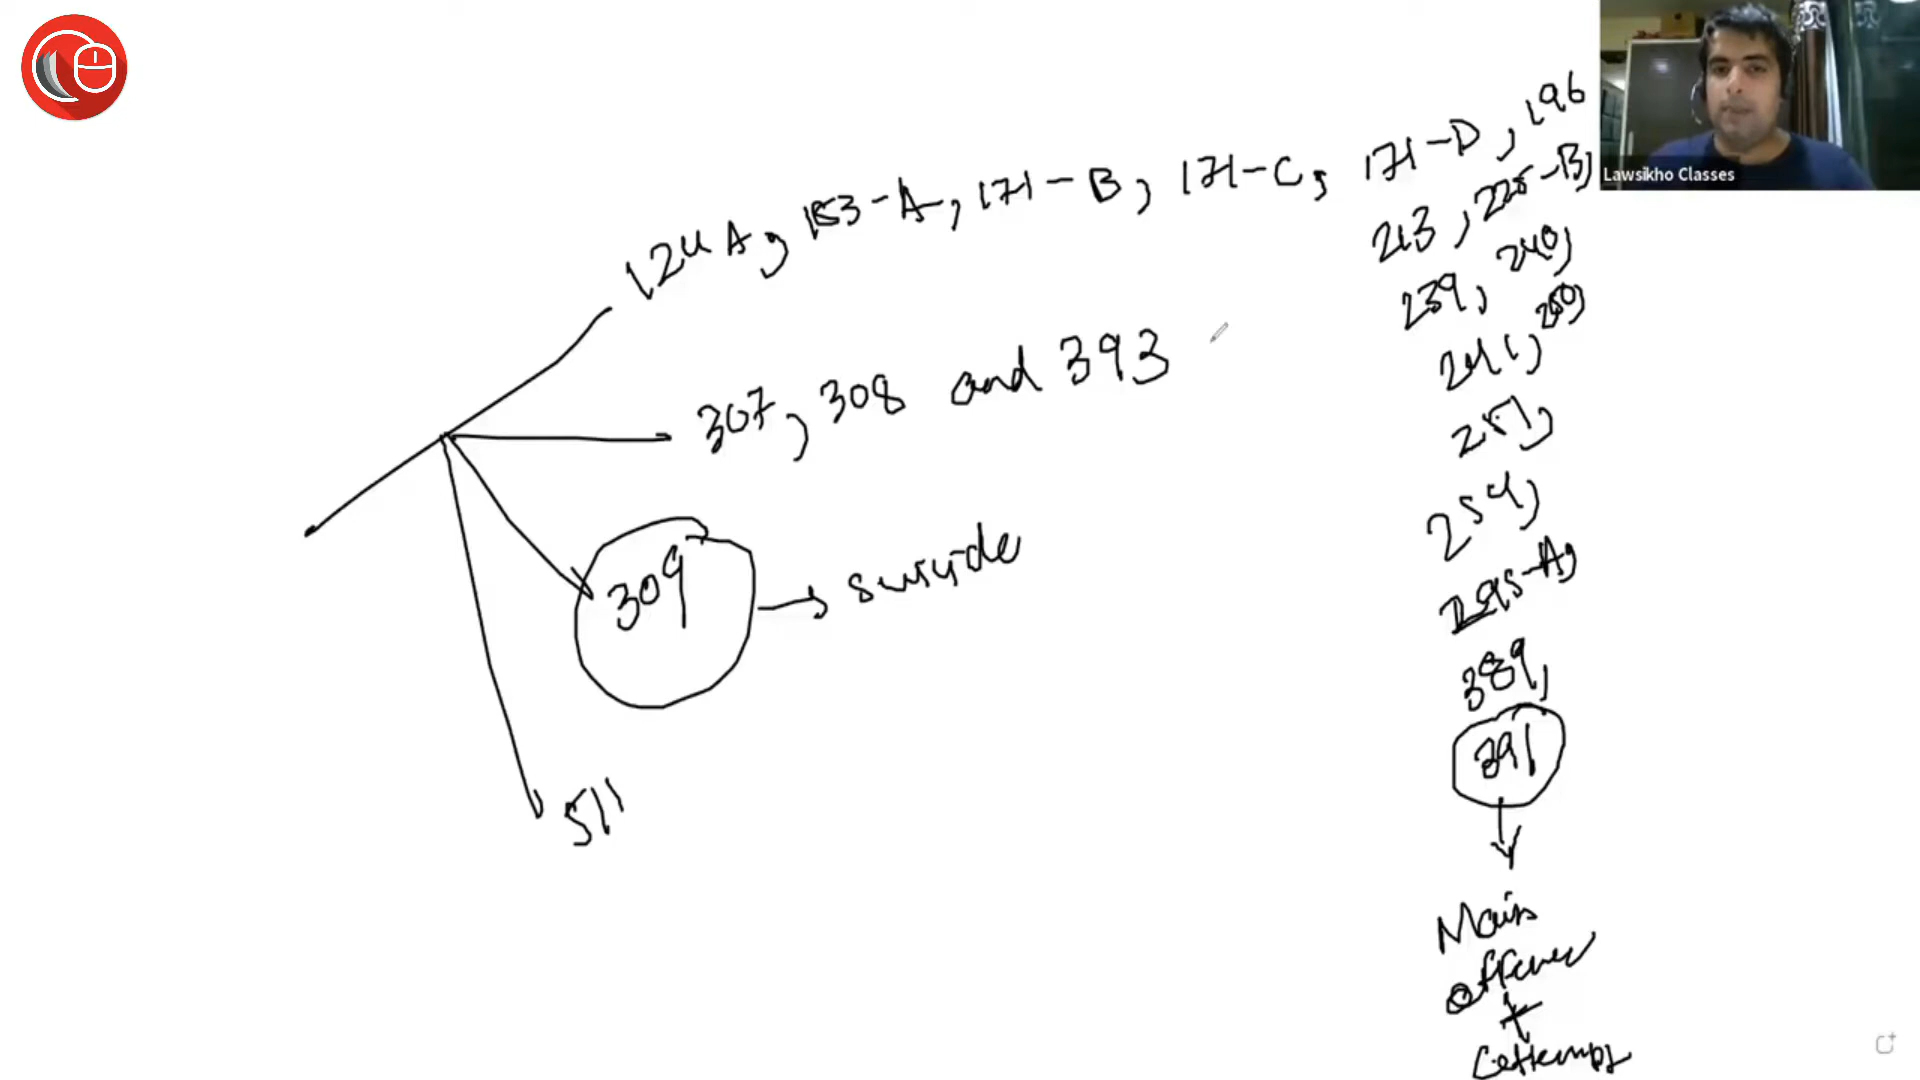 124A, 153-A, 171-B, 171-C, 171-D, 196
213, 225-B,
239, 240,
241, 250,
251,
254,
295-A,
389,
391
Main
offence
+
attempt
307, 308 and 393
309 → suicide
511
Lawsikho Classes